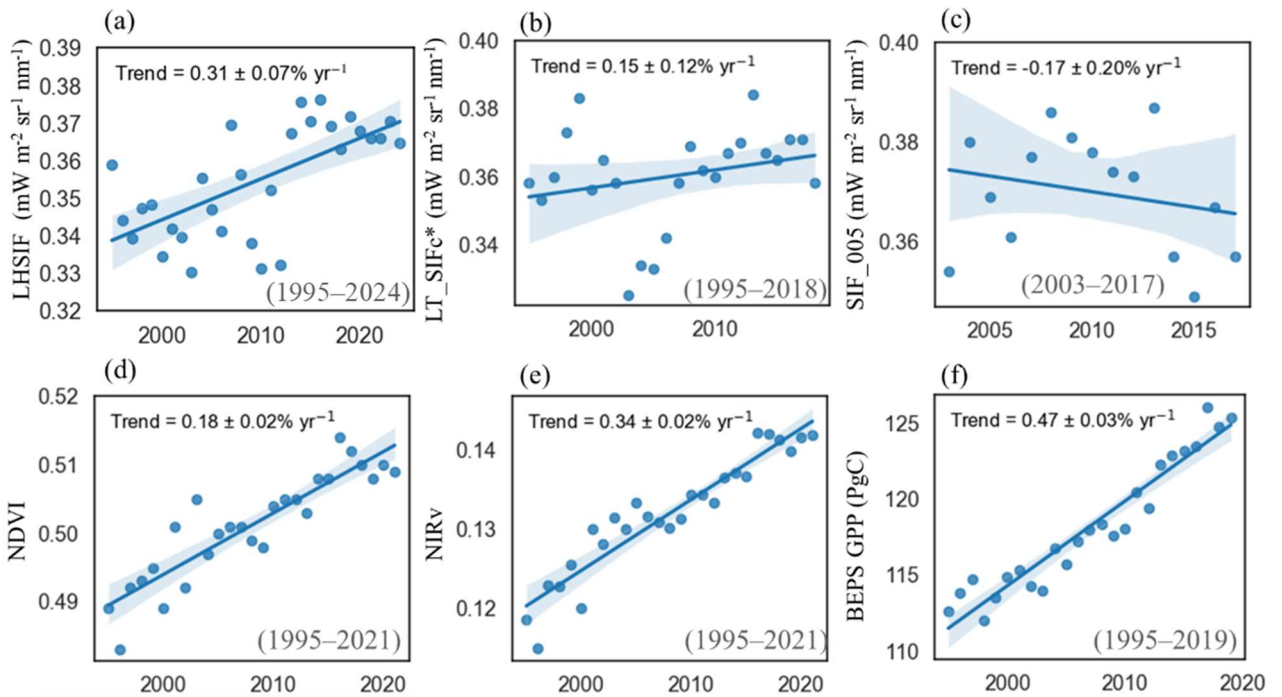 (a)
LHSIF (mW m⁻² sr⁻¹ nm⁻¹)
0.39
0.38
0.37
0.36
0.35
0.34
0.33
0.32
Trend = 0.31 ± 0.07% yr⁻¹
(1995–2024)
2000 2010 2020
(b)
LT_SIFc* (mW m⁻² sr⁻¹ nm⁻¹)
0.40
0.38
0.36
0.34
Trend = 0.15 ± 0.12% yr⁻¹
(1995–2018)
2000 2010
(c)
SIF_005 (mW m⁻² sr⁻¹ nm⁻¹)
0.40
0.38
0.36
Trend = -0.17 ± 0.20% yr⁻¹
(2003–2017)
2005 2010 2015
(d)
NDVI
0.52
0.51
0.50
0.49
Trend = 0.18 ± 0.02% yr⁻¹
(1995–2021)
2000 2010 2020
(e)
NIRv
0.14
0.13
0.12
Trend = 0.34 ± 0.02% yr⁻¹
(1995–2021)
2000 2010 2020
(f)
BEPS GPP (PgC)
125
120
115
110
Trend = 0.47 ± 0.03% yr⁻¹
(1995–2019)
2000 2010 2020